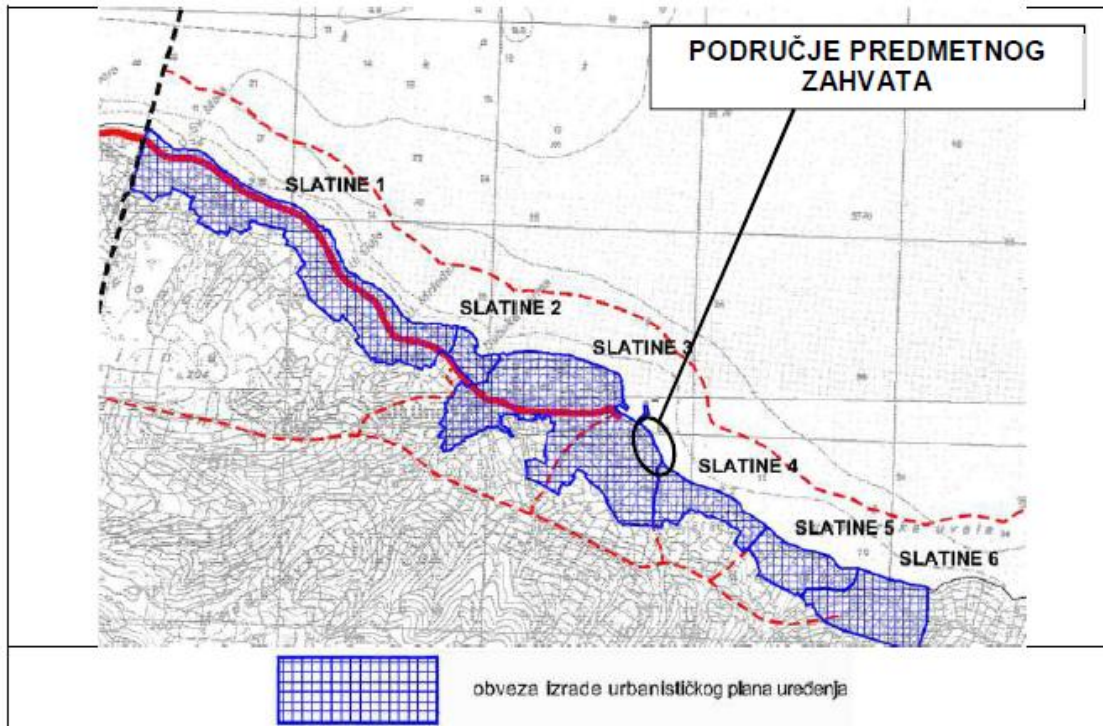 PODRUČJE PREDMETNOG
ZAHVATA
SLATINE 1
SLATINE 2
SLATINE 3
SLATINE 4
SLATINE 5
SLATINE 6
obveza izrade urbanističkog plana uređenja